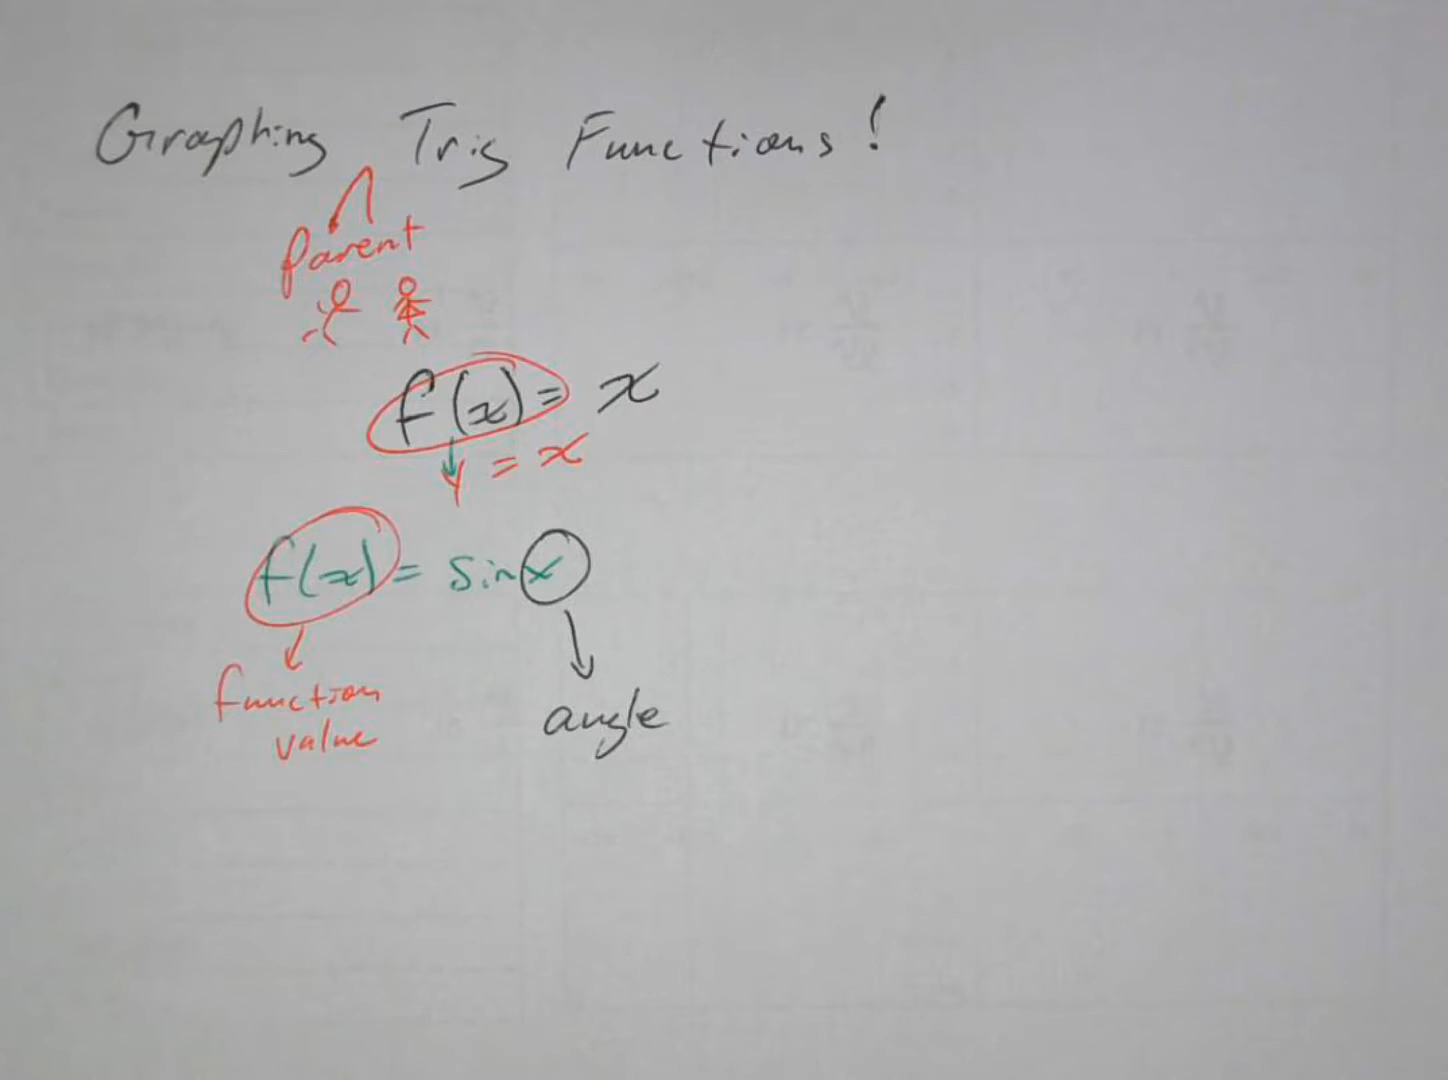 Graphing Trig Functions!
parent
f(x) = x
y = x
f(x) = sin x
function
value
angle